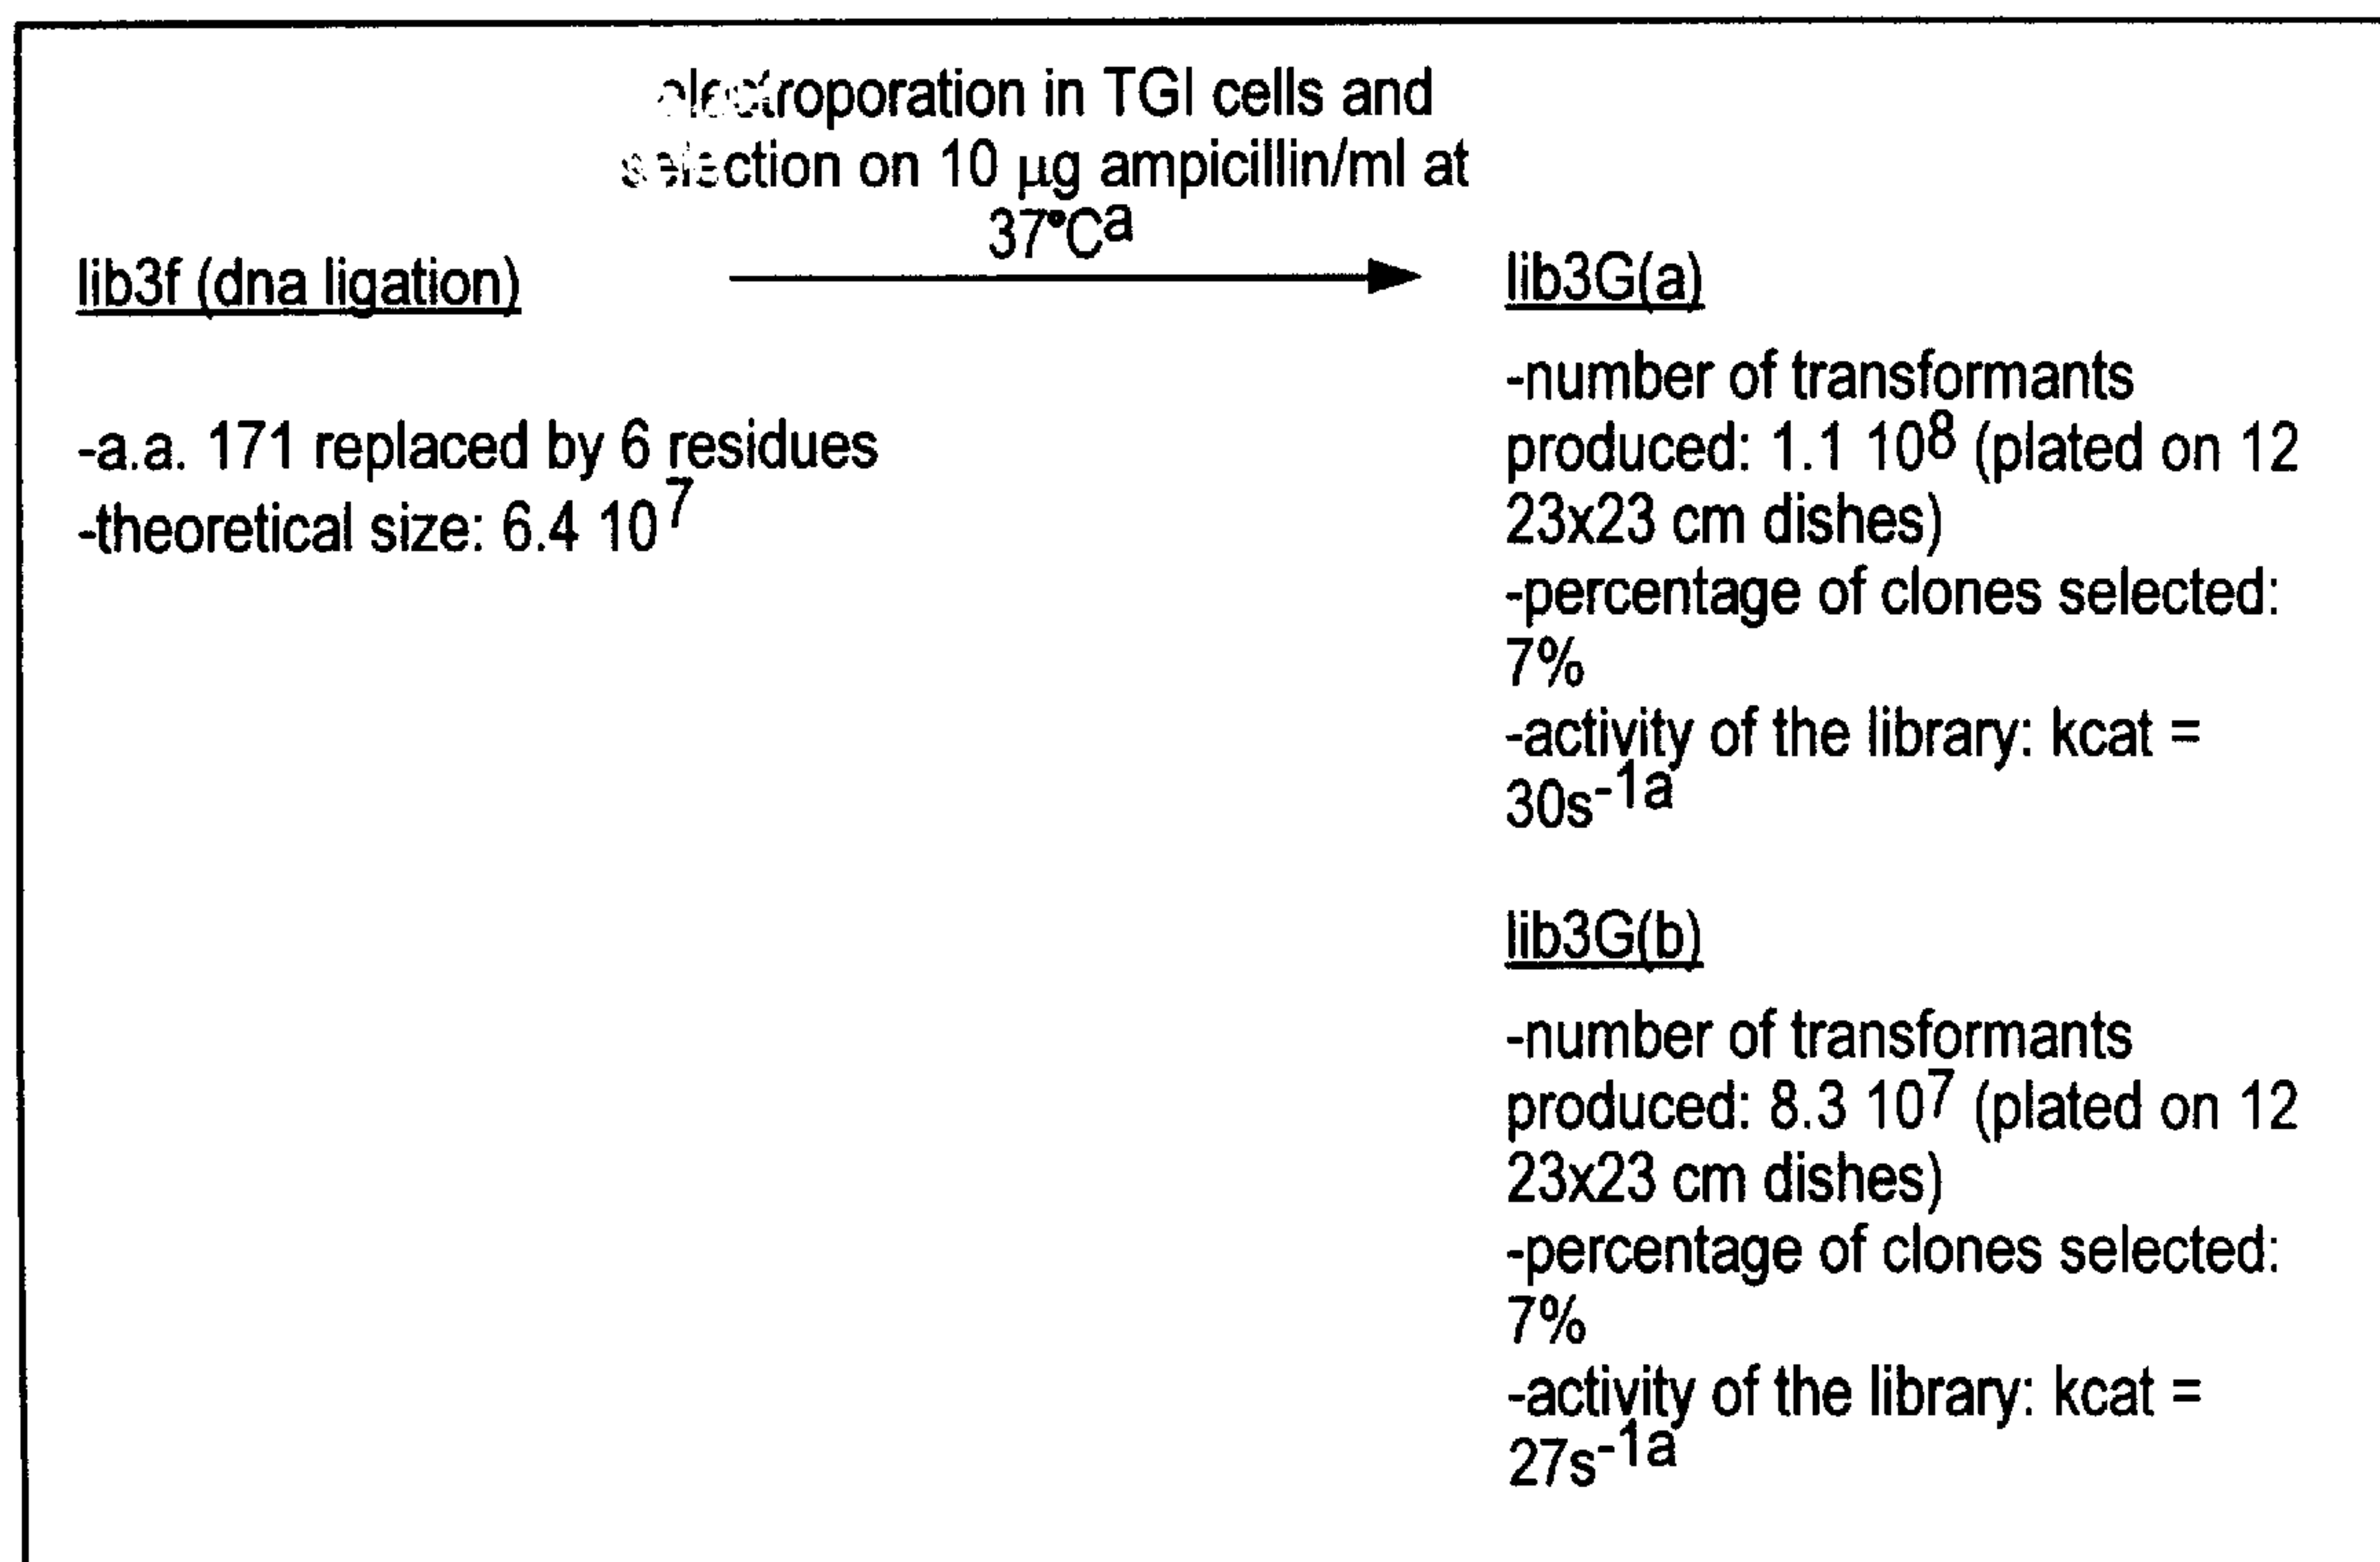 electroporation in TGI cells and
selection on 10 µg ampicillin/ml at
37°Cᵃ
lib3f (dna ligation)
-a.a. 171 replaced by 6 residues
-theoretical size: 6.4 10⁷
lib3G(a)
-number of transformants
produced: 1.1 10⁸ (plated on 12
23x23 cm dishes)
-percentage of clones selected:
7%
-activity of the library: kcat =
30s⁻¹ᵃ
lib3G(b)
-number of transformants
produced: 8.3 10⁷ (plated on 12
23x23 cm dishes)
-percentage of clones selected:
7%
-activity of the library: kcat =
27s⁻¹ᵃ